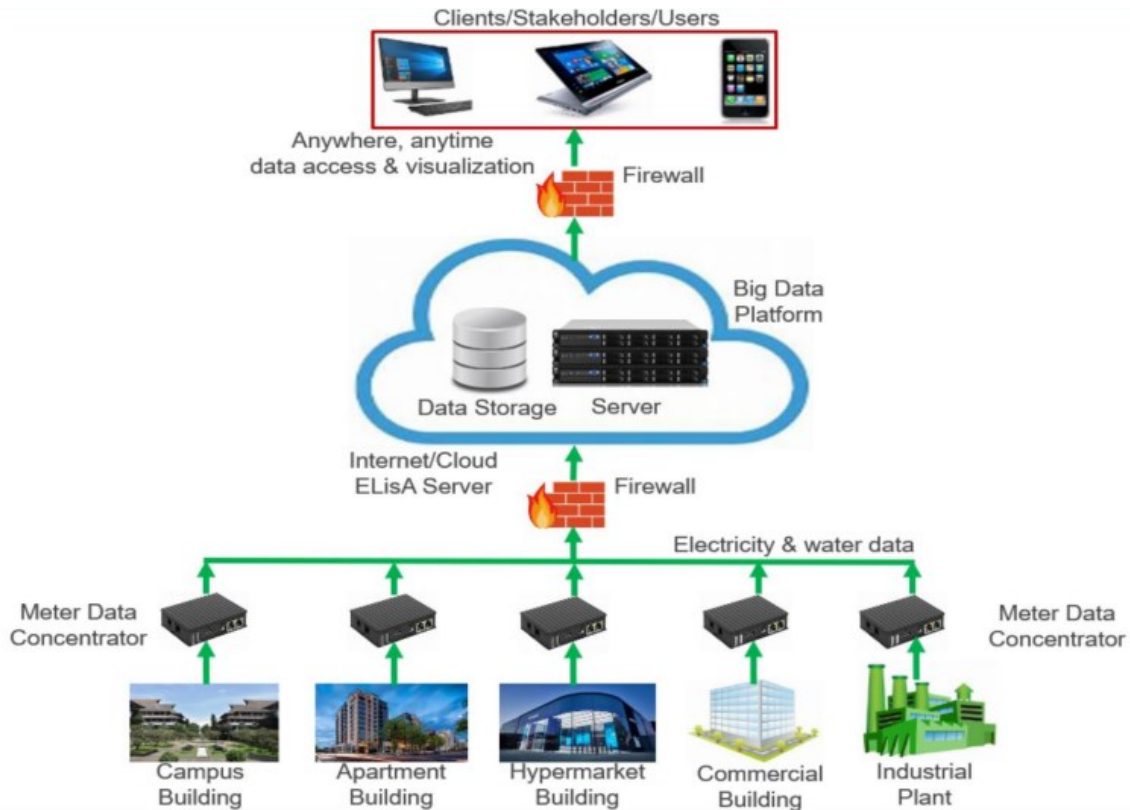 Clients/Stakeholders/Users
Anywhere, anytime
data access & visualization
Firewall
Big Data
Platform
Data Storage
Server
Internet/Cloud
ELisA Server
Firewall
Electricity & water data
Meter Data
Concentrator
Meter Data
Concentrator
Campus
Building
Apartment
Building
Hypermarket
Building
Commercial
Building
Industrial
Plant